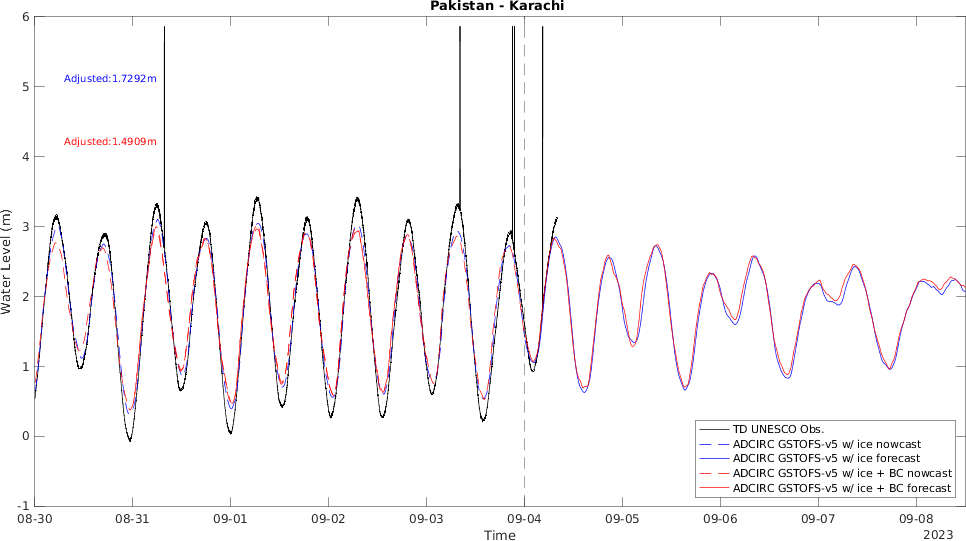 Pakistan - Karachi
6
5
4
3
2
1
0
-1
Water Level (m)
Adjusted:1.7292m
Adjusted:1.4909m
TD UNESCO Obs.
ADCIRC GSTOFS-v5 w/ ice nowcast
ADCIRC GSTOFS-v5 w/ ice forecast
ADCIRC GSTOFS-v5 w/ ice + BC nowcast
ADCIRC GSTOFS-v5 w/ ice + BC forecast
08-30 08-31 09-01 09-02 09-03 09-04 09-05 09-06 09-07 09-08
Time
2023